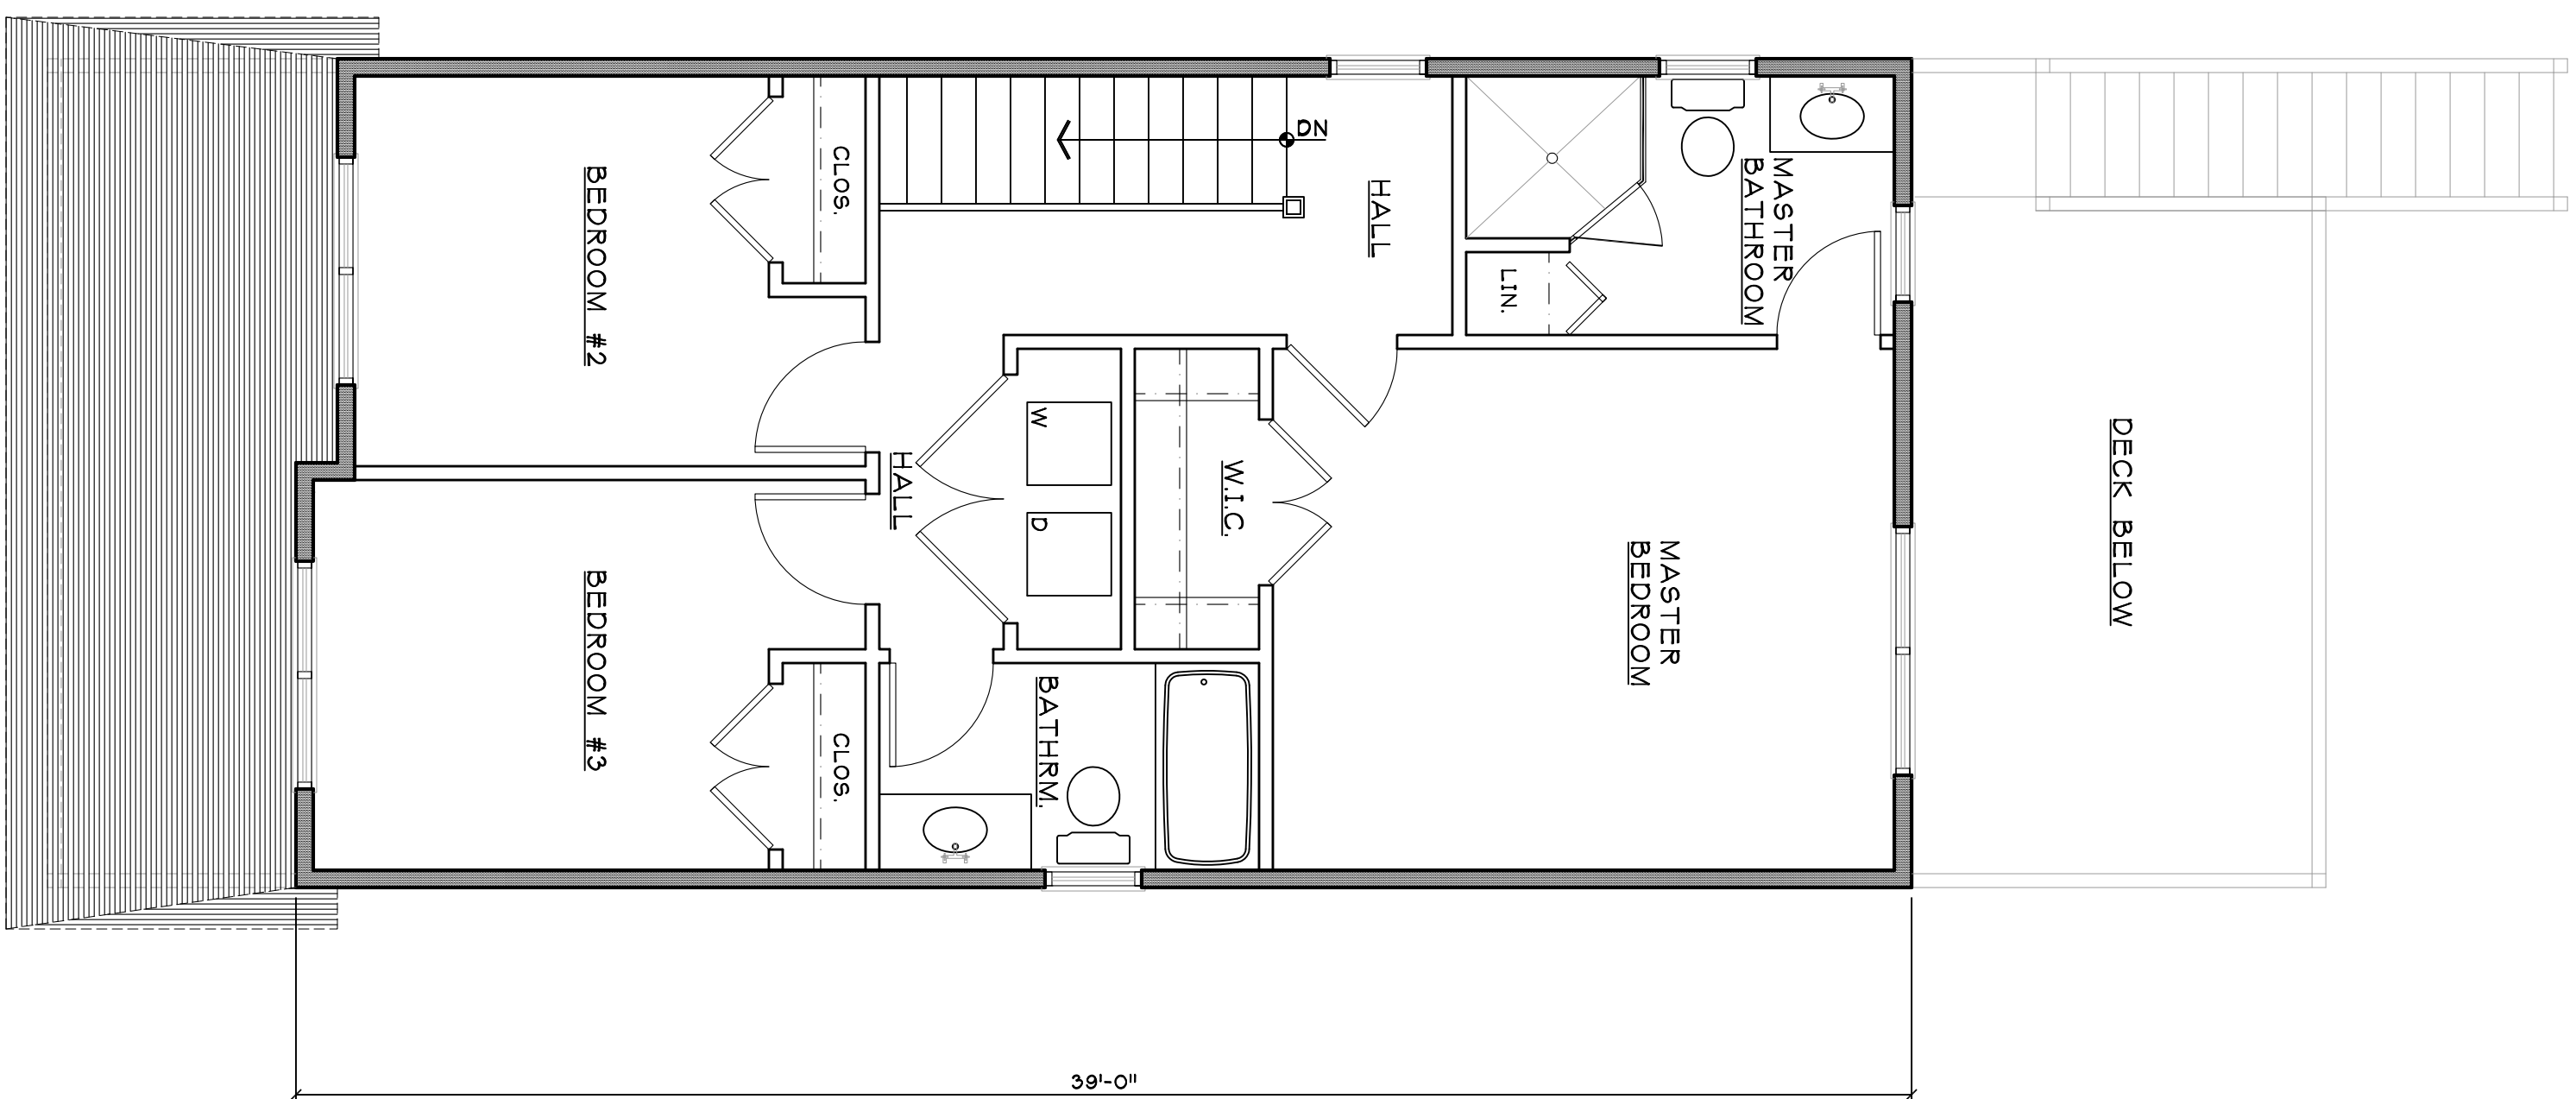 BEDROOM #2
CLOS.
DN
HALL
MASTER
BATHROOM
LIN.
HALL
W
D
W.I.C.
MASTER
BEDROOM
DECK BELOW
BEDROOM #3
CLOS.
BATHRM.
39'-0"